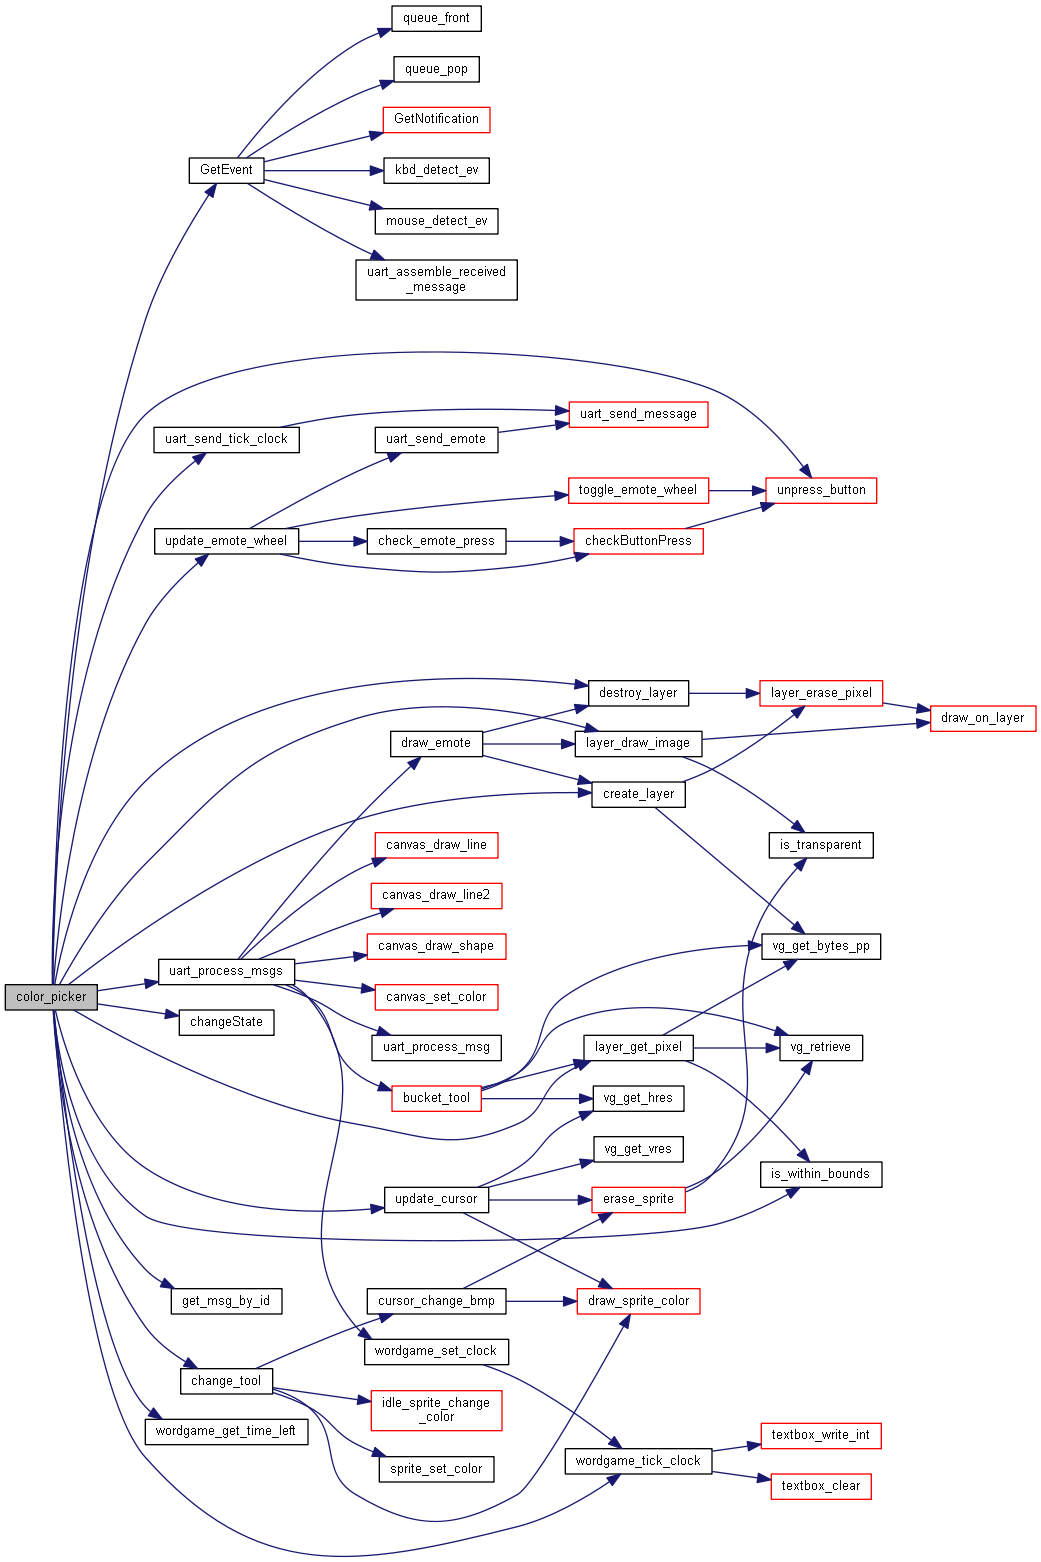 queue_front
queue_pop
GetNotification
GetEvent
kbd_detect_ev
mouse_detect_ev
uart_assemble_received
_message
uart_send_message
uart_send_tick_clock
uart_send_emote
toggle_emote_wheel
unpress_button
update_emote_wheel
check_emote_press
checkButtonPress
destroy_layer
layer_erase_pixel
draw_on_layer
draw_emote
layer_draw_image
create_layer
canvas_draw_line
is_transparent
canvas_draw_line2
canvas_draw_shape
vg_get_bytes_pp
uart_process_msgs
color_picker
canvas_set_color
changeState
uart_process_msg
layer_get_pixel
vg_retrieve
bucket_tool
vg_get_hres
vg_get_vres
is_within_bounds
update_cursor
erase_sprite
get_msg_by_id
cursor_change_bmp
draw_sprite_color
wordgame_set_clock
change_tool
idle_sprite_change
_color
wordgame_get_time_left
textbox_write_int
wordgame_tick_clock
sprite_set_color
textbox_clear